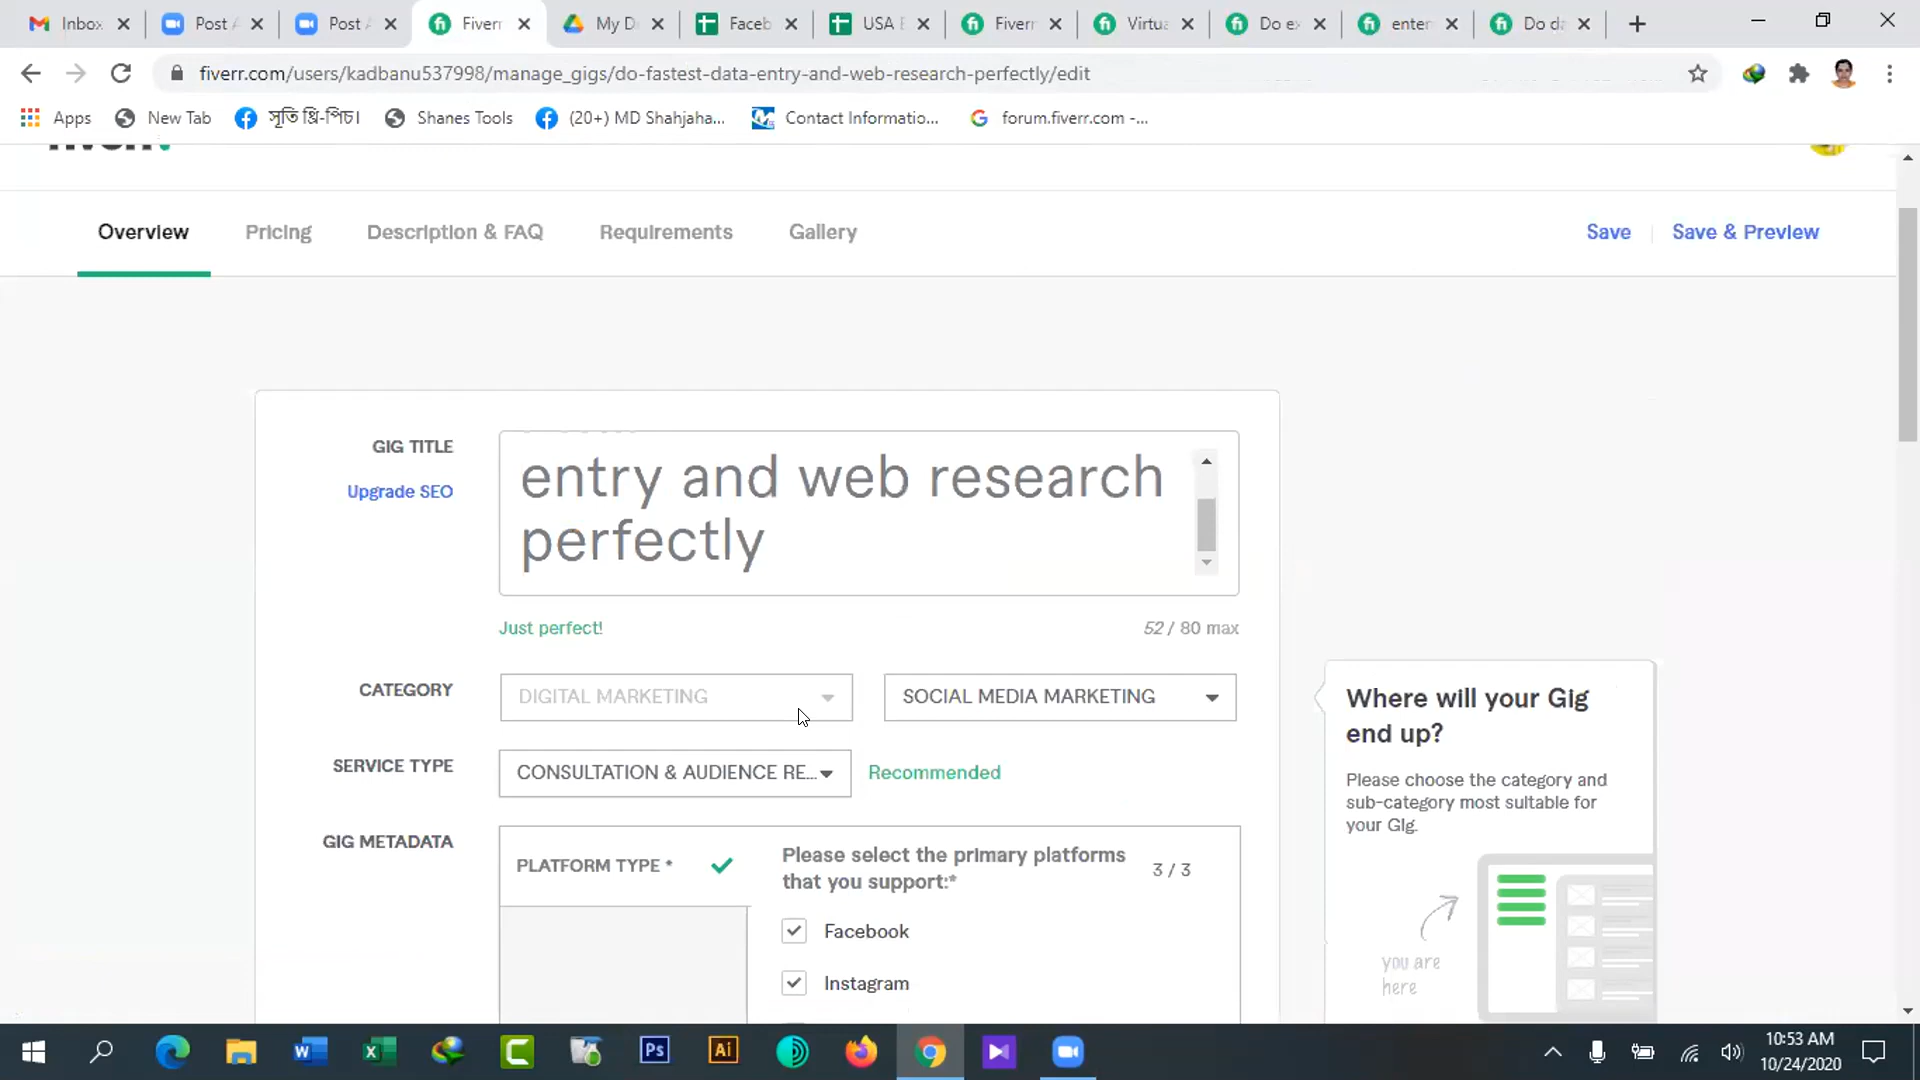 Inbox
Post
Post
Fiverr
My D
Faceb
USA
Fiverr
Virtu
Do e
enter
Do d
fiverr.com/users/kadbanu537998/manage_gigs/do-fastest-data-entry-and-web-research-perfectly/edit
Apps
New Tab
সৃতি থ্রি-পিচ।
Shanes Tools
(20+) MD Shahjaha...
Contact Informatio...
forum.fiverr.com -...
Overview
Pricing
Description & FAQ
Requirements
Gallery
Save
Save & Preview
GIG TITLE
Upgrade SEO
entry and web research
perfectly
Just perfect!
52 / 80 max
CATEGORY
DIGITAL MARKETING
SOCIAL MEDIA MARKETING
SERVICE TYPE
CONSULTATION & AUDIENCE RE...
Recommended
GIG METADATA
PLATFORM TYPE *
Please select the primary platforms
that you support:*
3 / 3
Facebook
Instagram
Where will your Gig
end up?
Please choose the category and
sub-category most suitable for
your Gig.
you are
here
Ps
Ai
10:53 AM
10/24/2020